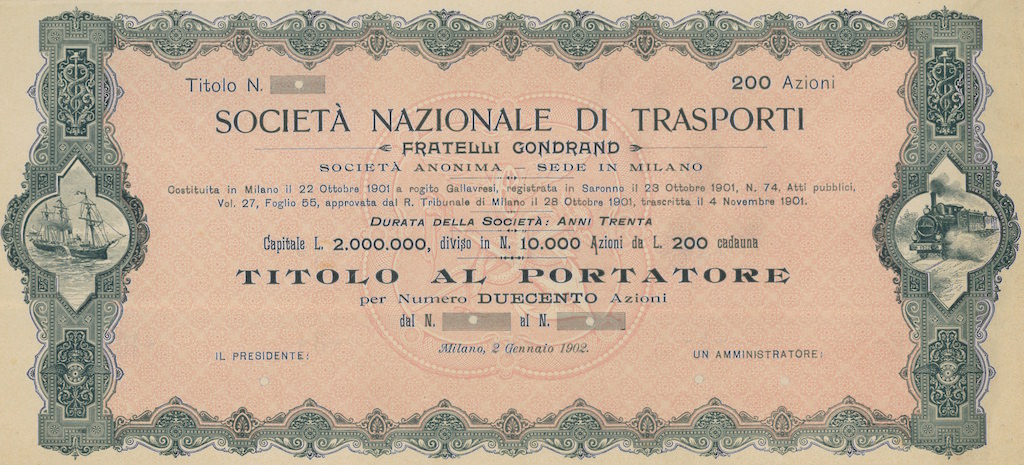 Titolo N.
200 Azioni
SOCIETÀ NAZIONALE DI TRASPORTI
FRATELLI GONDRAND
SOCIETÀ ANONIMA — SEDE IN MILANO
Costituita in Milano il 22 Ottobre 1901 a rogito Gallavresi, registrata in Saronno il 23 Ottobre 1901, N. 74, Atti pubblici,
Vol. 27, Foglio 55, approvata dal R. Tribunale di Milano il 28 Ottobre 1901, trascritta il 4 Novembre 1901.
DURATA DELLA SOCIETÀ: ANNI TRENTA
Capitale L. 2.000.000, diviso in N. 10.000 Azioni da L. 200 cadauna
TITOLO AL PORTATORE
per Numero DUECENTO Azioni
dal N. al N.
Milano, 2 Gennaio 1902.
IL PRESIDENTE:
UN AMMINISTRATORE: